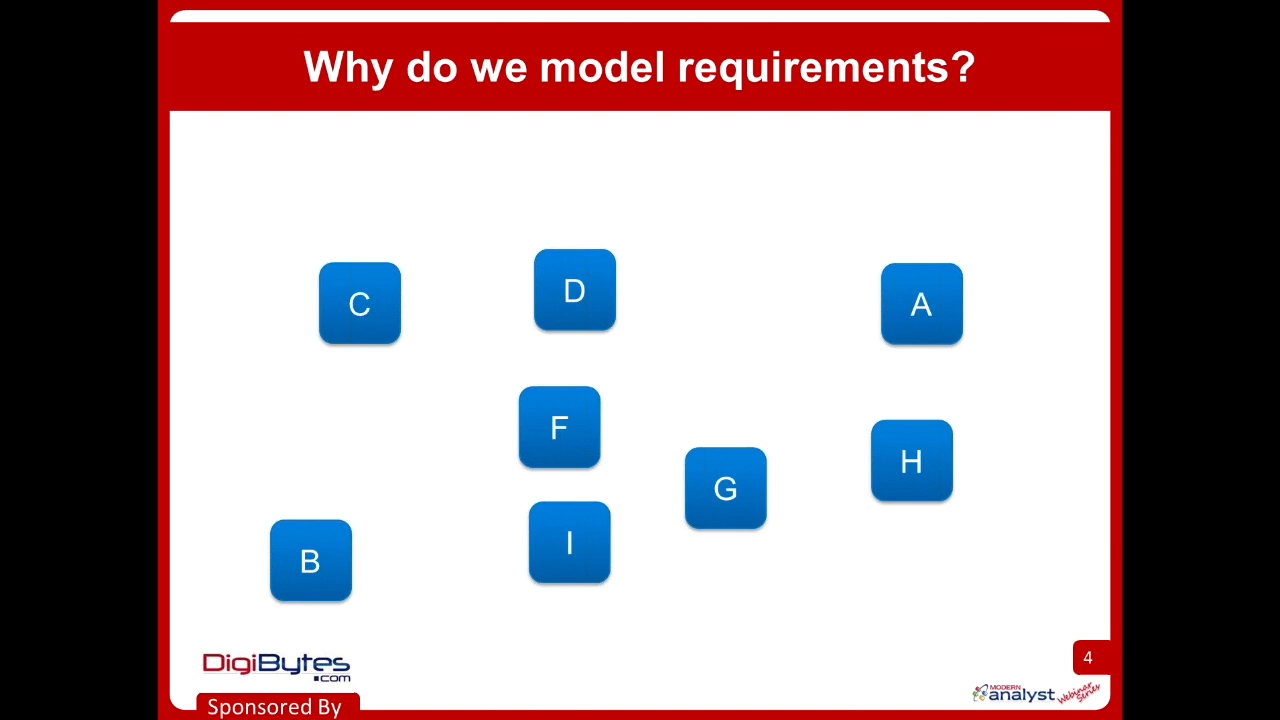 Why do we model requirements?
C
D
A
F
H
G
I
B
DigiBytes
.com
4
MODERN
analyst Webinar
Series
Sponsored By